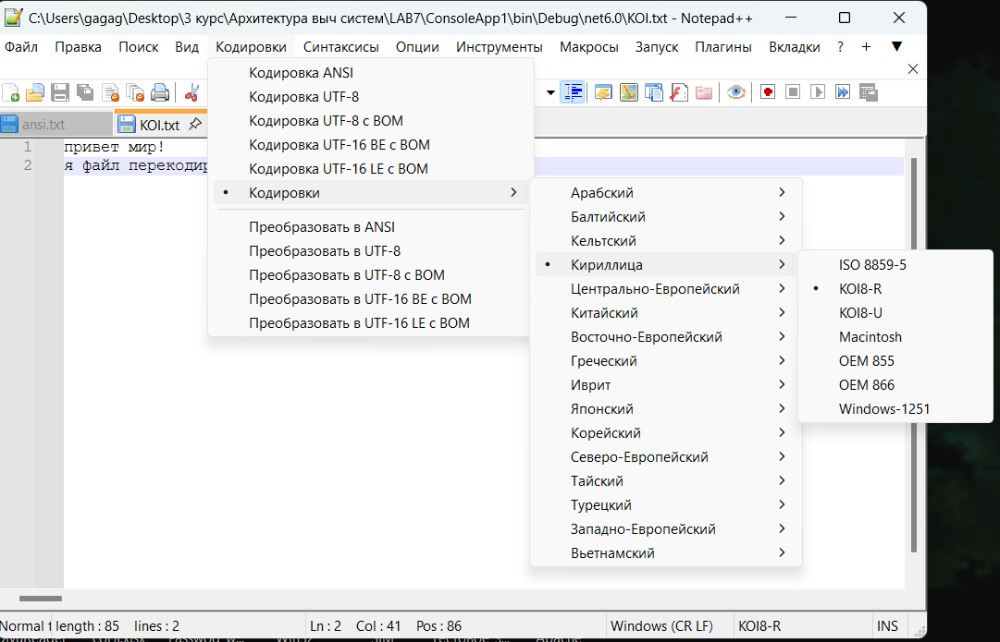 C:\Users\gagag\Desktop\3 курс\Архитектура выч систем\LAB7\ConsoleApp1\bin\Debug\net6.0\KOI.txt - Notepad++
Файл Правка Поиск Вид Кодировки Синтаксисы Опции Инструменты Макросы Запуск Плагины Вкладки ? +
ansi.txt KOI.txt
1 привет мир!
2 я файл перекодир
Кодировка ANSI
Кодировка UTF-8
Кодировка UTF-8 с BOM
Кодировка UTF-16 BE с BOM
Кодировка UTF-16 LE с BOM
Кодировки
Преобразовать в ANSI
Преобразовать в UTF-8
Преобразовать в UTF-8 с BOM
Преобразовать в UTF-16 BE с BOM
Преобразовать в UTF-16 LE с BOM
Арабский
Балтийский
Кельтский
Кириллица
Центрально-Европейский
Китайский
Восточно-Европейский
Греческий
Иврит
Японский
Корейский
Северо-Европейский
Тайский
Турецкий
Западно-Европейский
Вьетнамский
ISO 8859-5
KOI8-R
KOI8-U
Macintosh
OEM 855
OEM 866
Windows-1251
Normal t length : 85 lines : 2 Ln : 2 Col : 41 Pos : 86 Windows (CR LF) KOI8-R INS